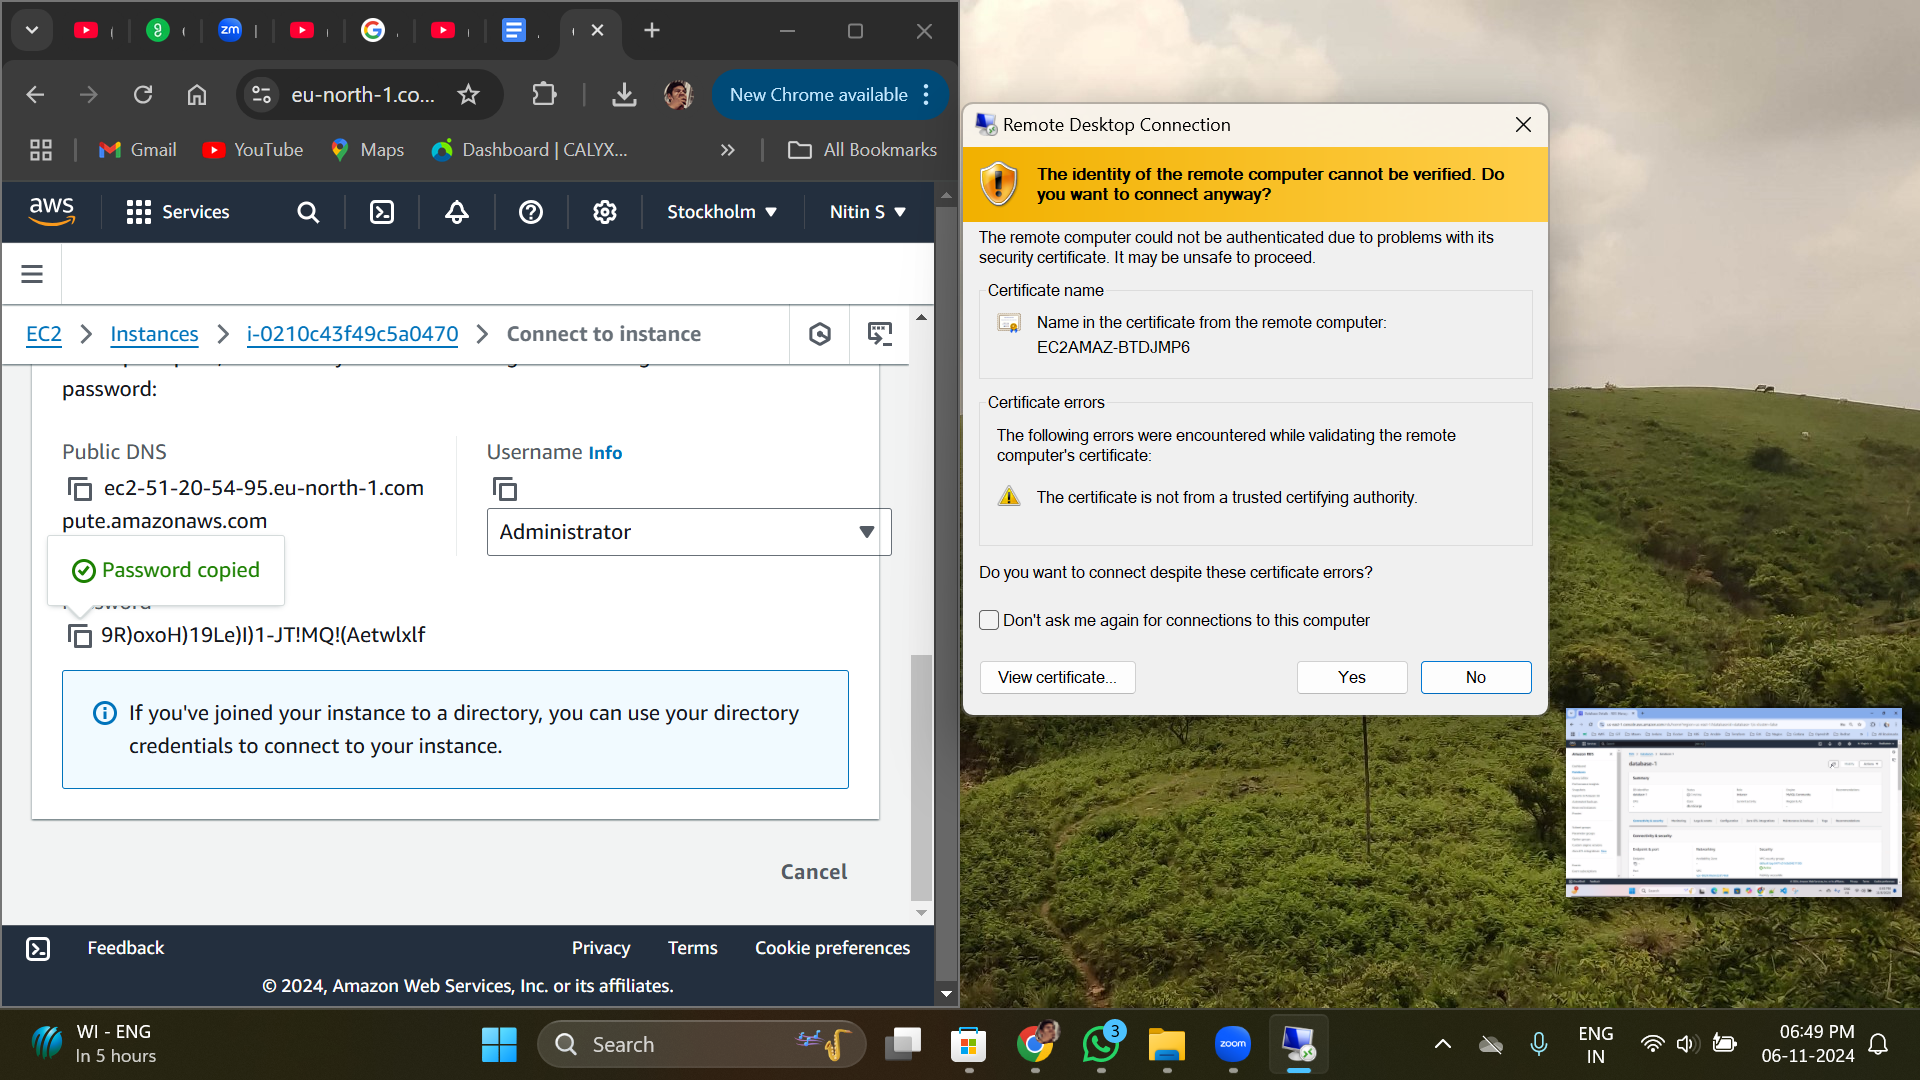 zm
eu-north-1.co...
New Chrome available
Gmail
YouTube
Maps
Dashboard | CALYX...
All Bookmarks
aws
Services
Stockholm
Nitin S
EC2
Instances
i-0210c43f49c5a0470
Connect to instance
password:
Public DNS
ec2-51-20-54-95.eu-north-1.com
pute.amazonaws.com
Username Info
Administrator
Password copied
Password
9R)oxoH)19Le)I)1-JT!MQ!(Aetwlxlf
If you've joined your instance to a directory, you can use your directory
credentials to connect to your instance.
Cancel
Feedback
Privacy
Terms
Cookie preferences
© 2024, Amazon Web Services, Inc. or its affiliates.
Remote Desktop Connection
The identity of the remote computer cannot be verified. Do
you want to connect anyway?
The remote computer could not be authenticated due to problems with its
security certificate. It may be unsafe to proceed.
Certificate name
Name in the certificate from the remote computer:
EC2AMAZ-BTDJMP6
Certificate errors
The following errors were encountered while validating the remote
computer's certificate:
The certificate is not from a trusted certifying authority.
Do you want to connect despite these certificate errors?
Don't ask me again for connections to this computer
View certificate...
Yes
No
database-1
Summary
WI - ENG
In 5 hours
Search
3
zoom
ENG
IN
06:49 PM
06-11-2024